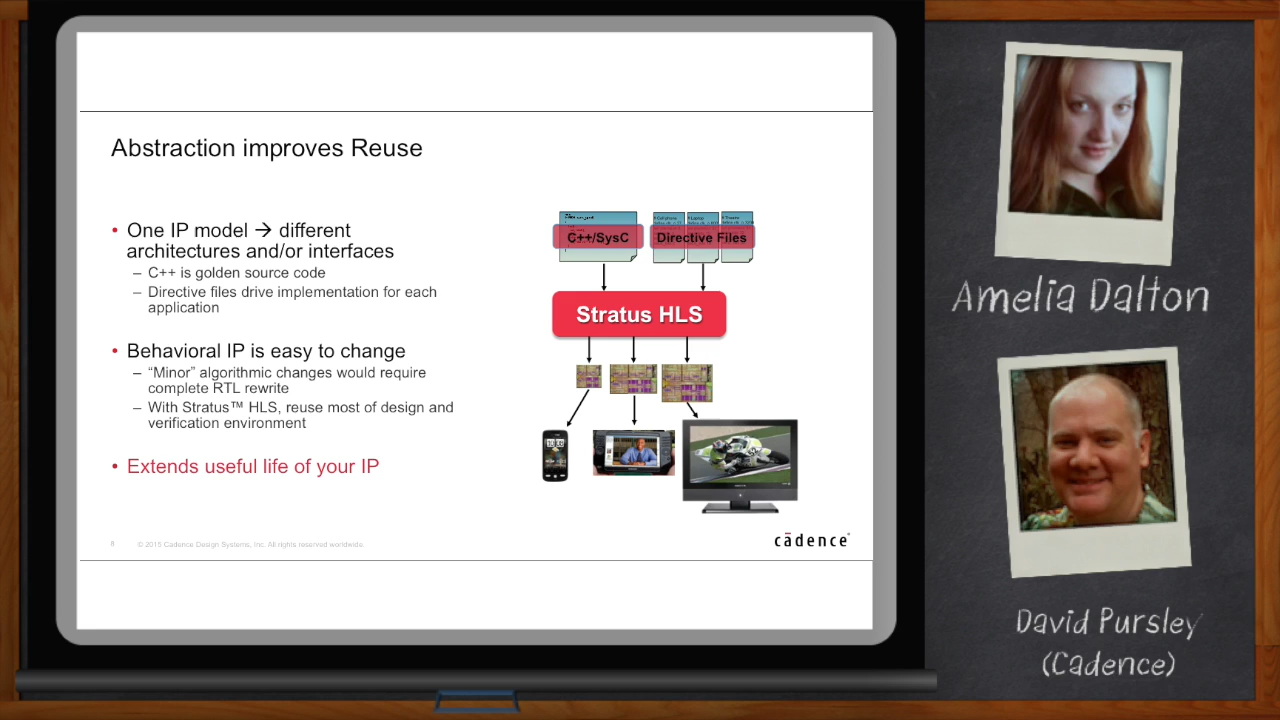 Abstraction improves Reuse
• One IP model → different
architectures and/or interfaces
– C++ is golden source code
– Directive files drive implementation for each
application
• Behavioral IP is easy to change
– “Minor” algorithmic changes would require
complete RTL rewrite
– With Stratus™ HLS, reuse most of design and
verification environment
• Extends useful life of your IP
C++/SysC
Directive Files
Stratus HLS
8 © 2015 Cadence Design Systems, Inc. All rights reserved worldwide.
cādence®
Amelia Dalton
David Pursley
(Cadence)